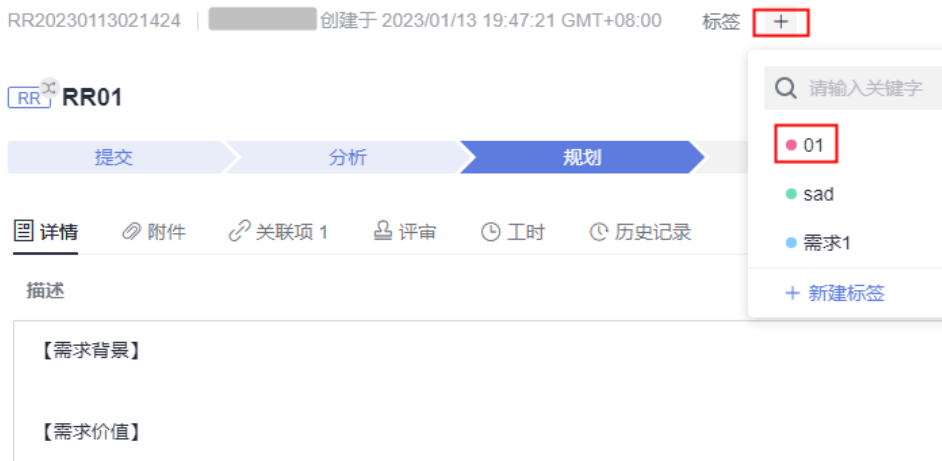 RR20230113021424 | 创建于 2023/01/13 19:47:21 GMT+08:00 标签 +
请输入关键字
RR RR01
01
提交 分析 规划
sad
详情 附件 关联项 1 评审 工时 历史记录
需求1
描述
+ 新建标签
【需求背景】
【需求价值】